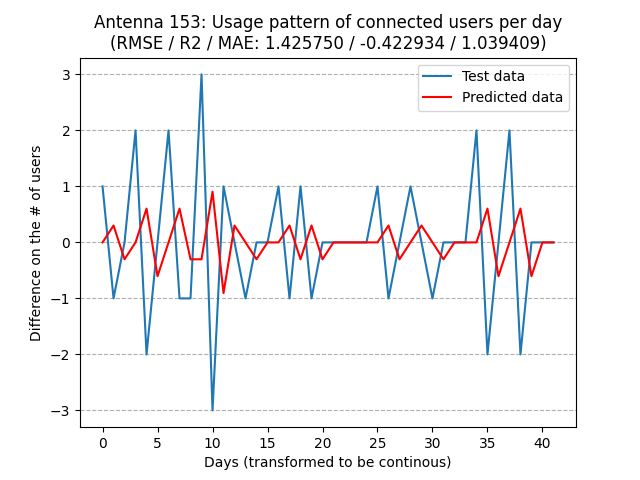 Antenna 153: Usage pattern of connected users per day
(RMSE / R2 / MAE: 1.425750 / -0.422934 / 1.039409)
Test data
Predicted data
3
2
1
0
−1
−2
−3
Difference on the # of users
0 5 10 15 20 25 30 35 40
Days (transformed to be continous)